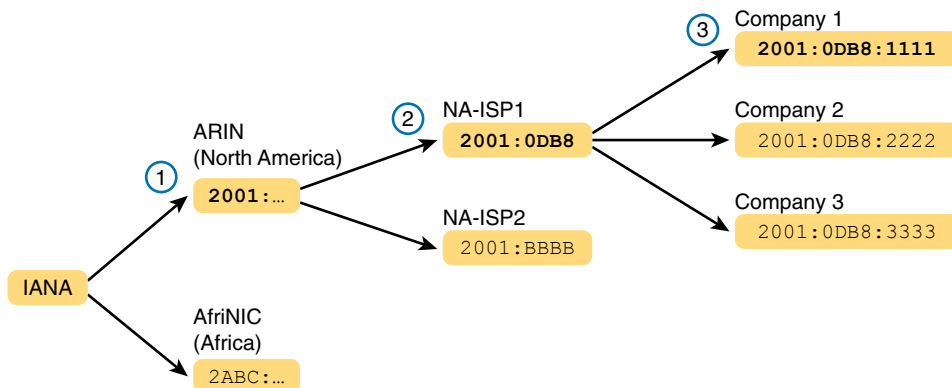 Company 1
3
2001:0DB8:1111
NA-ISP1
2
2001:0DB8
Company 2
2001:0DB8:2222
ARIN
(North America)
1
2001:...
Company 3
2001:0DB8:3333
NA-ISP2
2001:BBBB
IANA
AfriNIC
(Africa)
2ABC:...